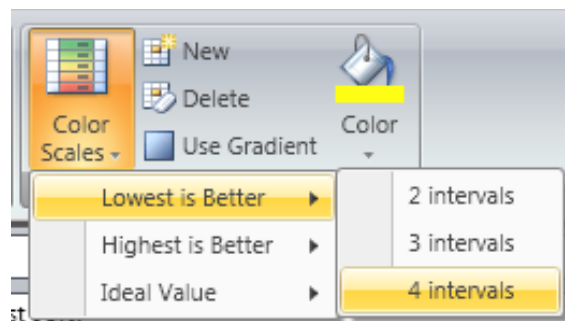 New
Delete
Color
Scales
Use Gradient
Color
Lowest is Better
Highest is Better
Ideal Value
2 intervals
3 intervals
4 intervals